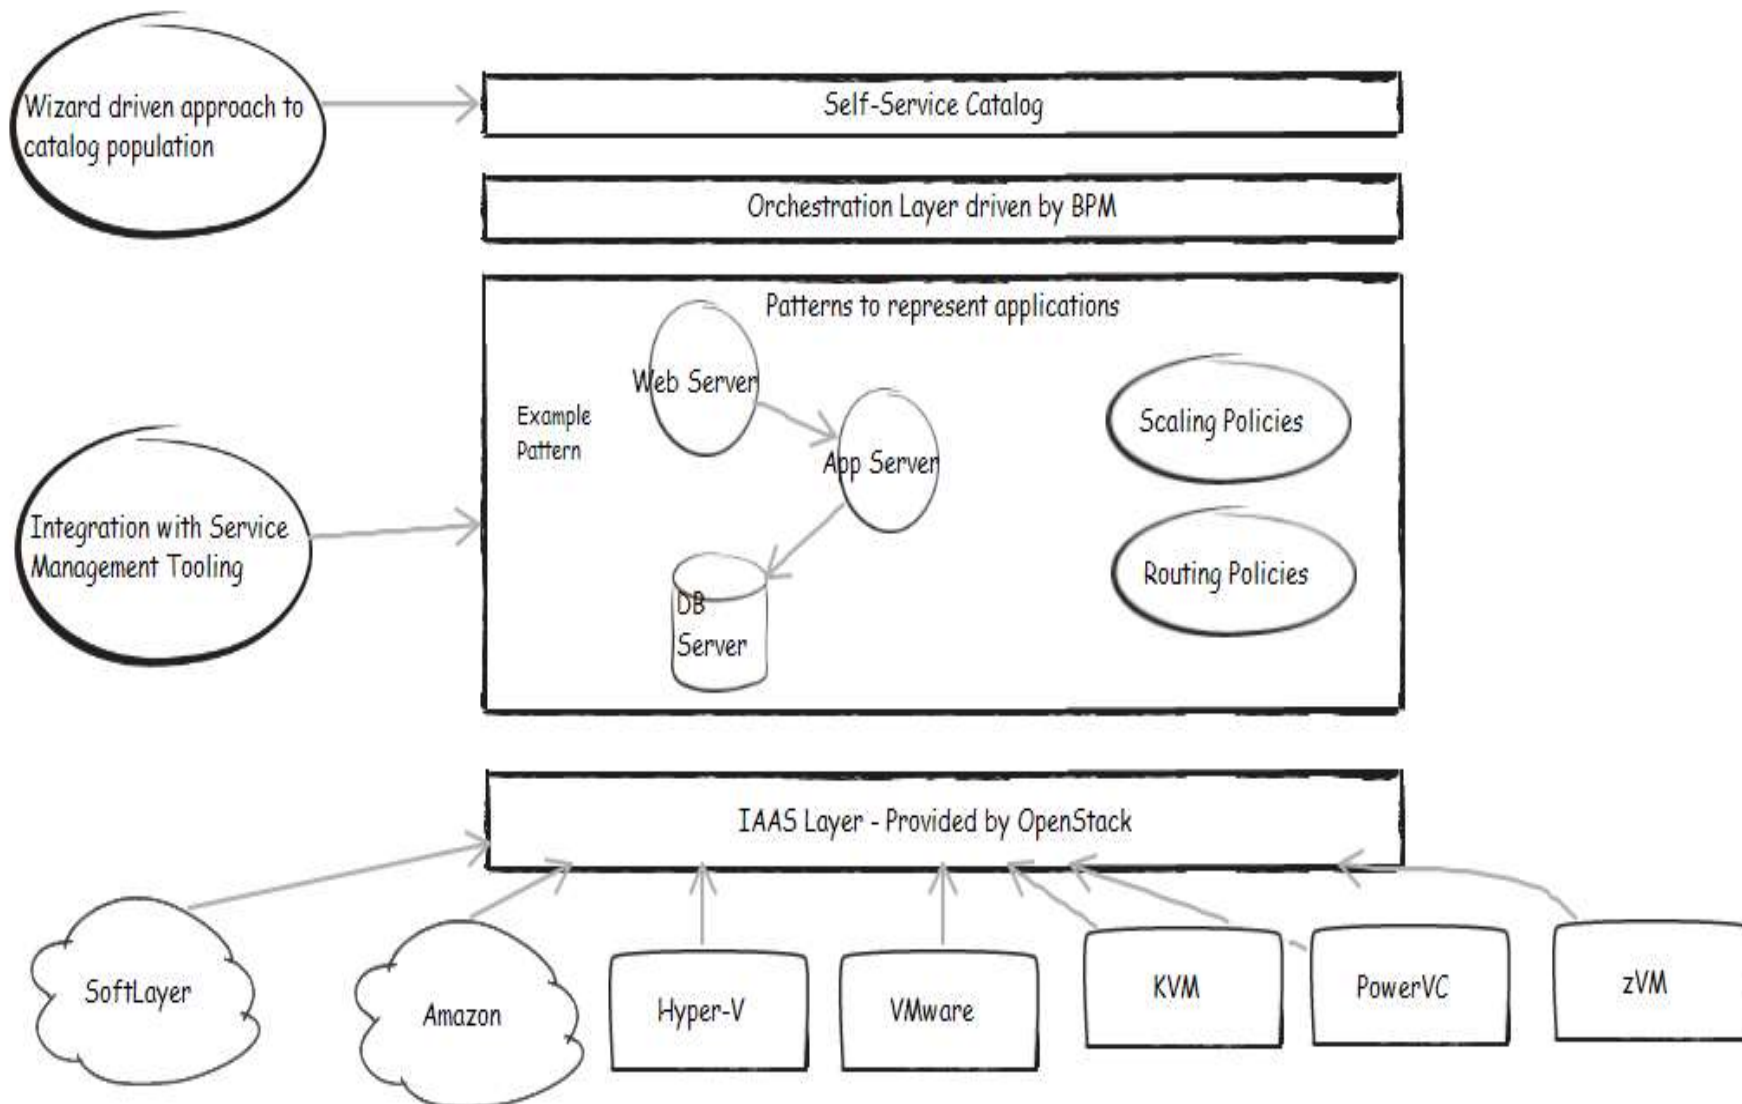 Wizard driven approach to
catalog population
Self-Service Catalog
Orchestration Layer driven by BPM
Patterns to represent applications
Example
Pattern
Web Server
App Server
DB
Server
Scaling Policies
Routing Policies
Integration with Service
Management Tooling
IAAS Layer - Provided by OpenStack
SoftLayer
Amazon
Hyper-V
VMware
KVM
PowerVC
zVM